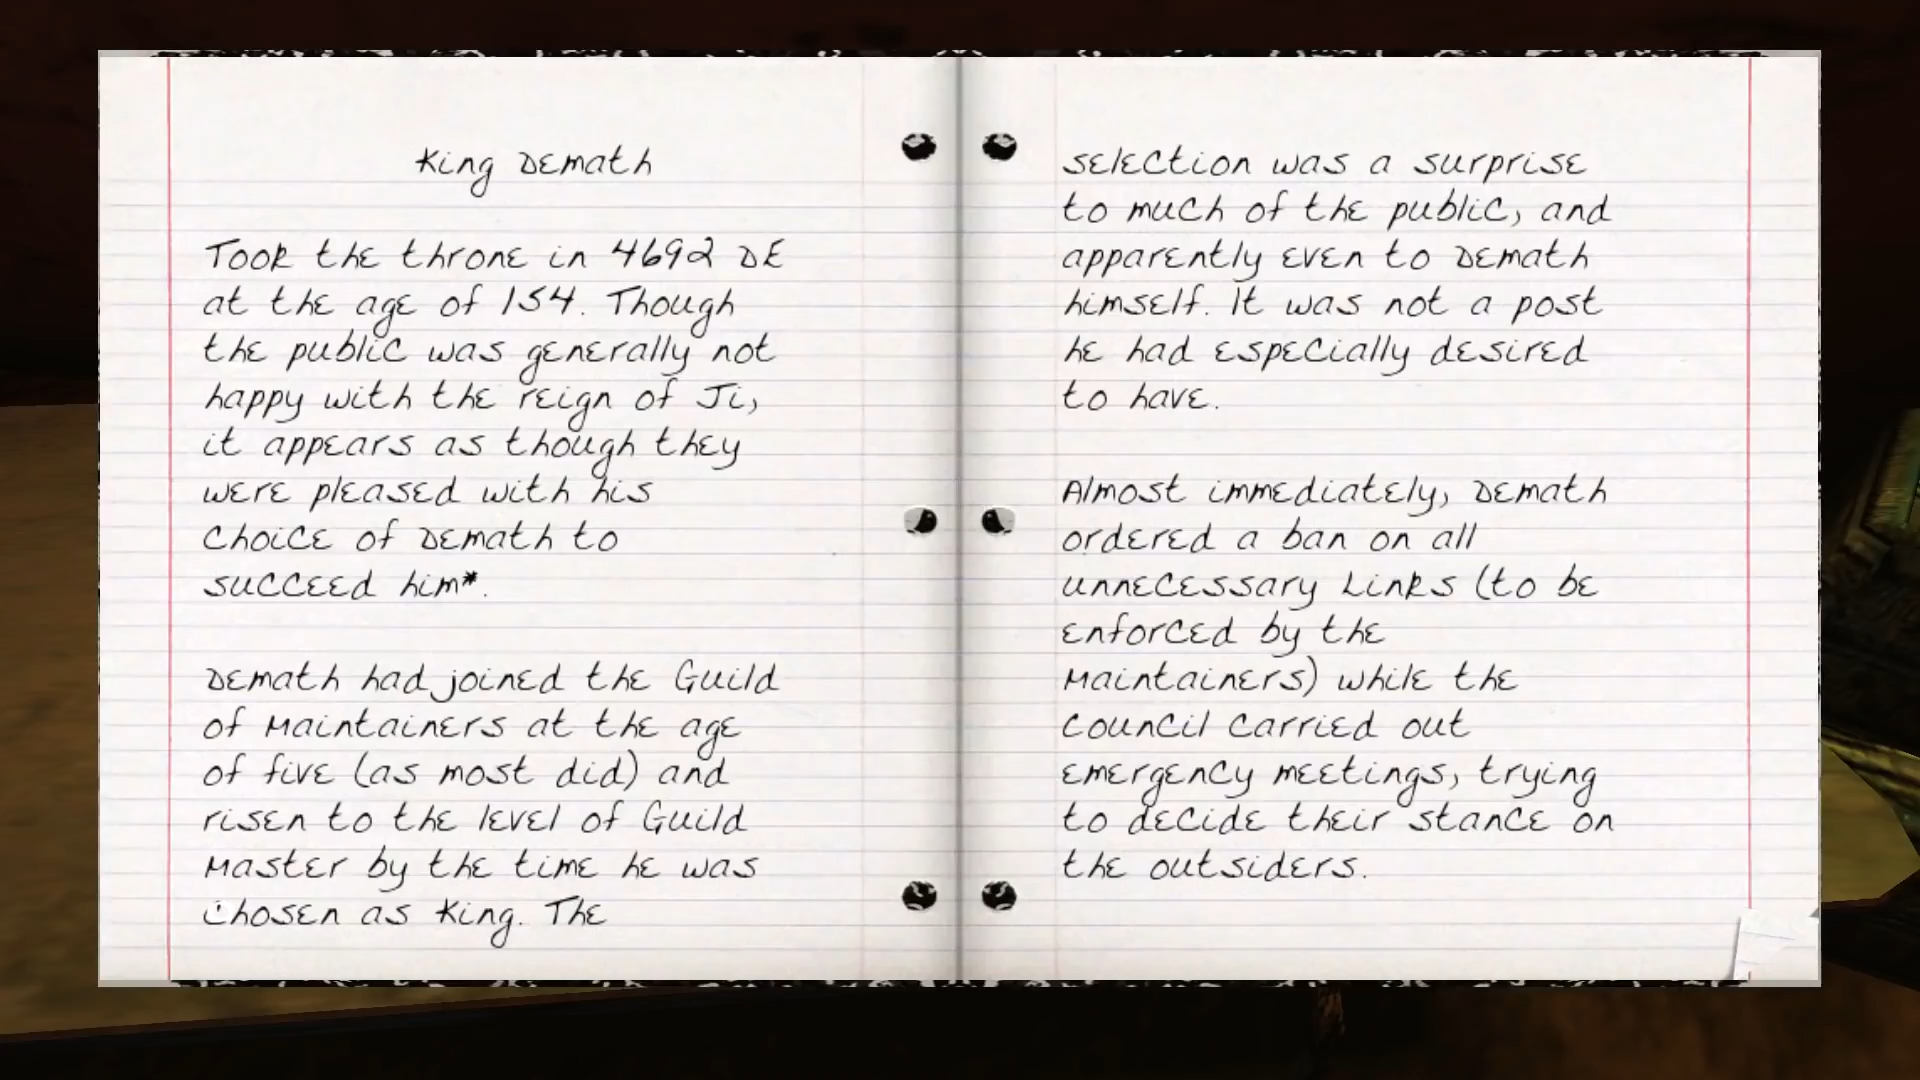 King Demath
Took the throne in 4692 DE
at the age of 154. Though
the public was generally not
happy with the reign of Ji,
it appears as though they
were pleased with his
choice of Demath to
succeed him*.
Demath had joined the Guild
of Maintainers at the age
of five (as most did) and
risen to the level of Guild
Master by the time he was
chosen as King. The
selection was a surprise
to much of the public, and
apparently even to Demath
himself. It was not a post
he had especially desired
to have.
Almost immediately, Demath
ordered a ban on all
unnecessary Links (to be
enforced by the
Maintainers) while the
council carried out
emergency meetings, trying
to decide their stance on
the outsiders.